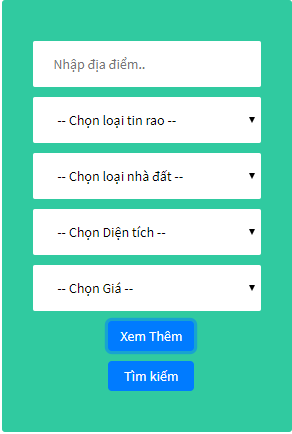 Nhập địa điểm..
-- Chọn loại tin rao --
-- Chọn loại nhà đất --
-- Chọn Diện tích --
-- Chọn Giá --
Xem Thêm
Tìm kiếm